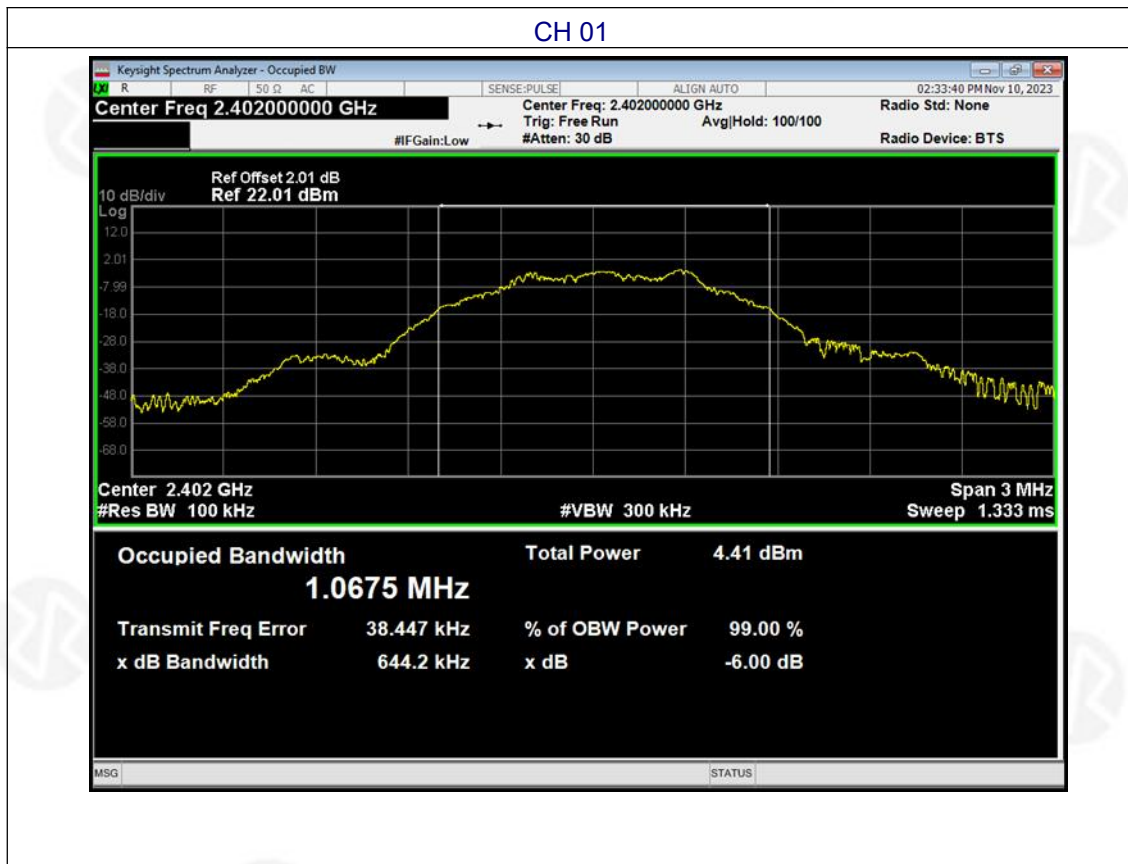 CH 01
Keysight Spectrum Analyzer - Occupied BW
LXI R RF 50 Ω AC SENSE:PULSE ALIGN AUTO 02:33:40 PM Nov 10, 2023
Center Freq 2.402000000 GHz Center Freq: 2.402000000 GHz Radio Std: None
Trig: Free Run Avg|Hold: 100/100
#IFGain:Low #Atten: 30 dB Radio Device: BTS
Ref Offset 2.01 dB
10 dB/div Ref 22.01 dBm
Log
12.0
2.01
-7.99
-18.0
-28.0
-38.0
-48.0
-58.0
-68.0
Center 2.402 GHz Span 3 MHz
#Res BW 100 kHz #VBW 300 kHz Sweep 1.333 ms
Occupied Bandwidth Total Power 4.41 dBm
1.0675 MHz
Transmit Freq Error 38.447 kHz % of OBW Power 99.00 %
x dB Bandwidth 644.2 kHz x dB -6.00 dB
MSG STATUS